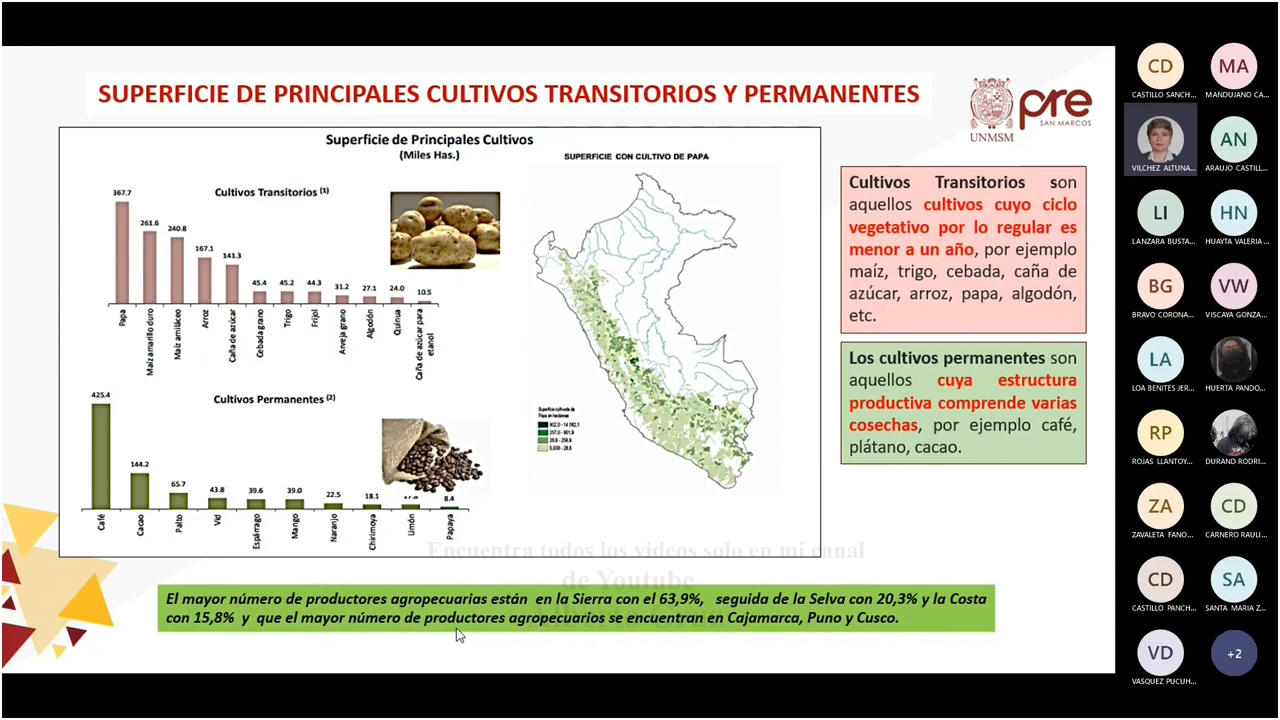 SUPERFICIE DE PRINCIPALES CULTIVOS TRANSITORIOS Y PERMANENTES
UNMSM
pre
SAN MARCOS
Superficie de Principales Cultivos
(Miles Has.)
Cultivos Transitorios (1)
367.7
261.6
240.8
167.1
141.3
45.4
45.2
44.3
31.2
27.1
24.0
10.5
Papa
Maíz amarillo duro
Maíz amiláceo
Arroz
Caña de azúcar
Cebada grano
Trigo
Frijol
Arveja grano
Algodón
Quinua
Caña de azúcar para
etanol
Cultivos Permanentes (2)
425.4
144.2
65.7
43.8
39.6
39.0
22.5
18.1
8.4
Café
Cacao
Palto
Vid
Espárrago
Mango
Naranjo
Chirimoya
Limón
Papaya
SUPERFICIE CON CULTIVO DE PAPA
Superficie cultivada de
Papa en hectáreas
Cultivos Transitorios son
aquellos cultivos cuyo ciclo
vegetativo por lo regular es
menor a un año, por ejemplo
maíz, trigo, cebada, caña de
azúcar, arroz, papa, algodón,
etc.
Los cultivos permanentes son
aquellos cuya estructura
productiva comprende varias
cosechas, por ejemplo café,
plátano, cacao.
Encuentra todos los videos solo en mi canal
de Youtube
El mayor número de productores agropecuarias están en la Sierra con el 63,9%, seguida de la Selva con 20,3% y la Costa
con 15,8% y que el mayor número de productores agropecuarios se encuentran en Cajamarca, Puno y Cusco.
CD
CASTILLO SANCH...
MA
MANDUJANO CA...
VILCHEZ ALTUNA...
AN
ARAUJO CASTILL...
LI
LANZARA BUSTA...
HN
HUAYTA VALERIA...
BG
BRAVO CORONA...
VW
VISCAYA GONZA...
LA
LOA BENITES JER...
HUERTA PANDO...
RP
ROJAS LLANTOY...
DURAND RODRI...
ZA
ZAVALETA FANO...
CD
CARNERO RAULI...
CD
CASTILLO PANCH...
SA
SANTA MARIA Z...
VD
VASQUEZ PUCUH...
+2